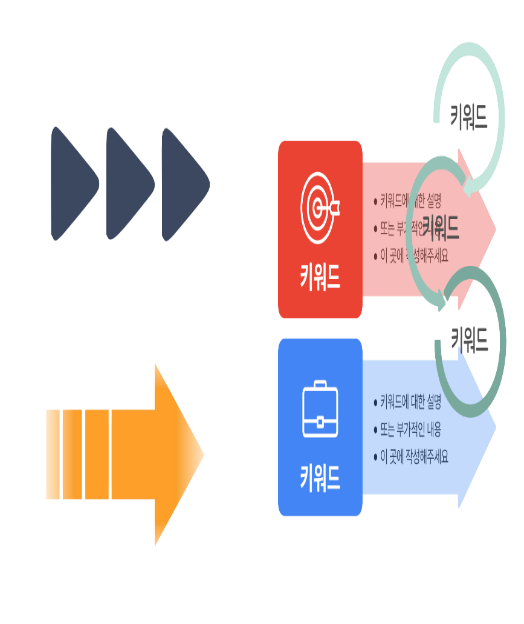 키워드
키워드에 대한 설명
또는 부가적인
이 곳에 작성해주세요
키워드
키워드
키워드
키워드에 대한 설명
또는 부가적인 내용
이 곳에 작성해주세요
키워드